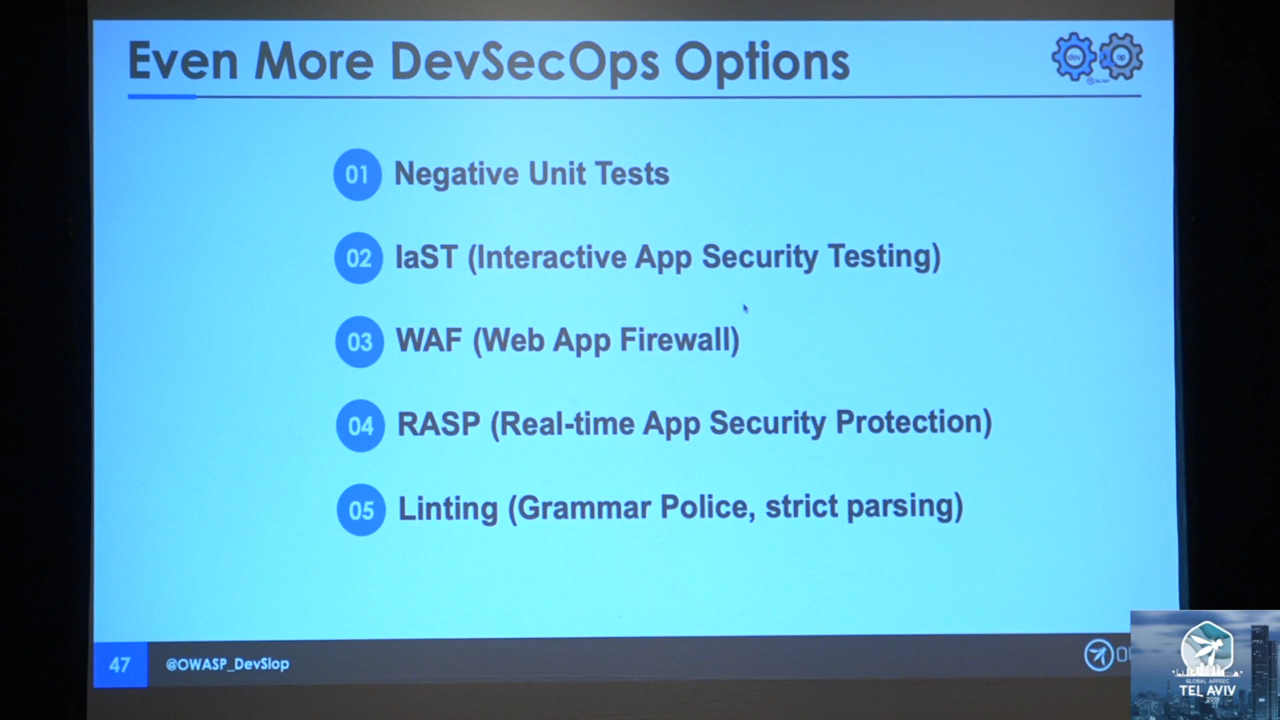 Even More DevSecOps Options
dev
op
01 Negative Unit Tests
02 IaST (Interactive App Security Testing)
03 WAF (Web App Firewall)
04 RASP (Real-time App Security Protection)
05 Linting (Grammar Police, strict parsing)
47 @OWASP_DevSlop
GLOBAL APPSEC
TEL AVIV